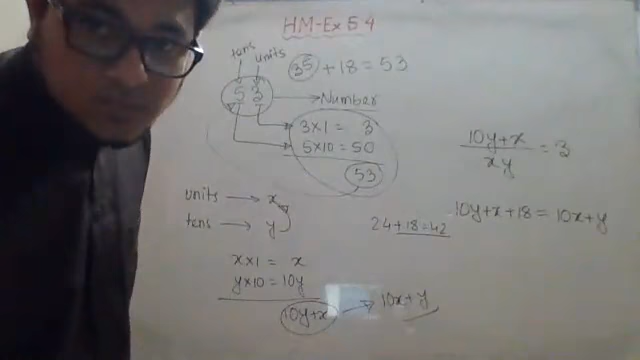 HM-Ex 5.4
tens units
35 + 18 = 53
5 3 → Number
3×1 = 3
5×10 = 50
53
units → x
tens → y
x×1 = x
y×10 = 10y
10y+x → 10x+y
24+18=42
10y+x / xy = 3
10y+x+18 = 10x+y